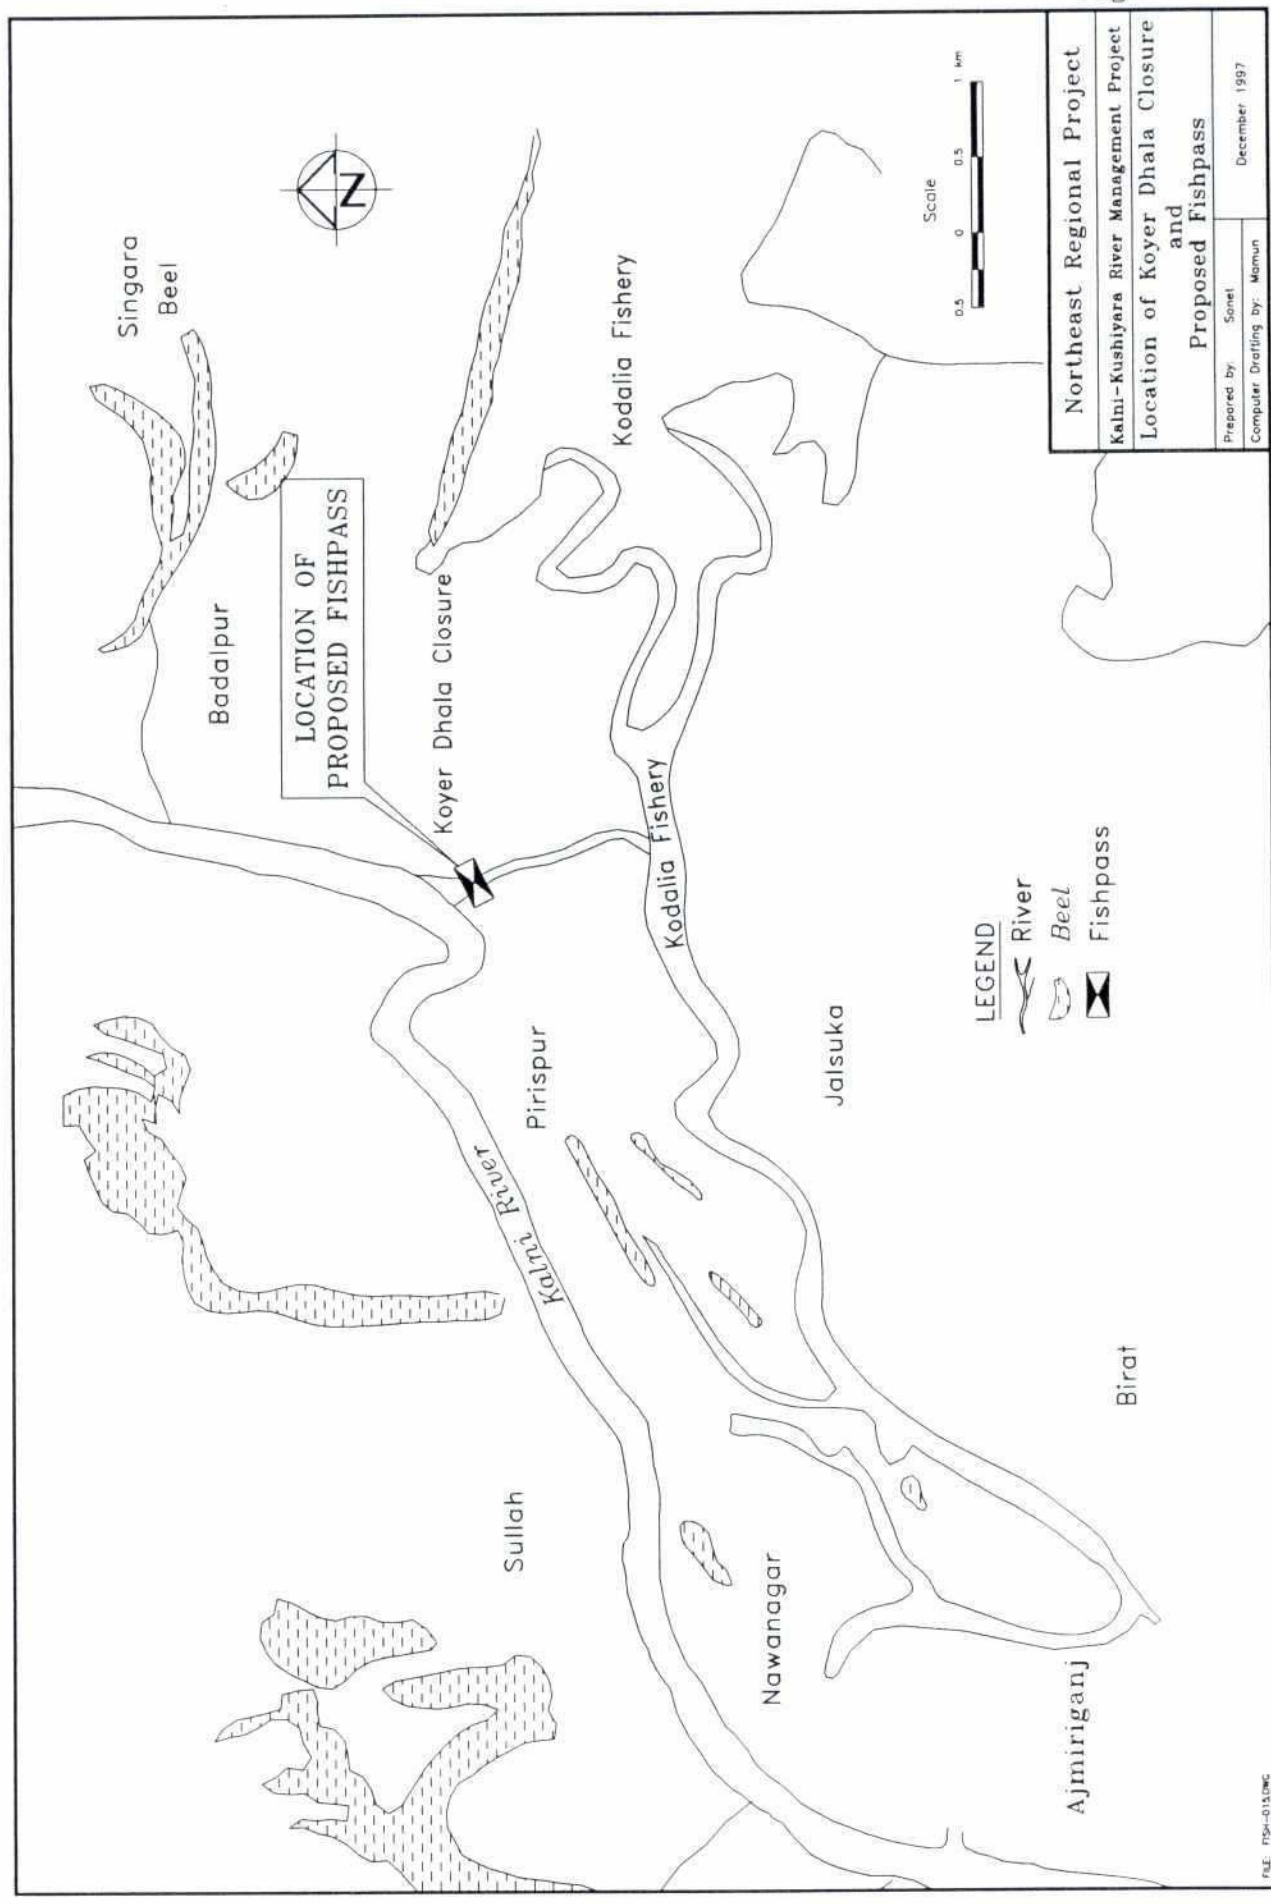 Singara
Beel
Badalpur
LOCATION OF
PROPOSED FISHPASS
N
Koyer Dhala Closure
Kodalia Fishery
Kodalia Fishery
Kalni River
Pirispur
Jalsuka
Sullah
Nawanagar
Birat
Ajmiriganj
LEGEND
River
Beel
Fishpass
Scale
0.5 0 0.5 1 km
Northeast Regional Project
Kalni-Kushiyara River Management Project
Location of Koyer Dhala Closure
and
Proposed Fishpass
Prepared by: Sonet
Computer Drafting by: Mamun
December 1997
FILE: FISH-015.DWG